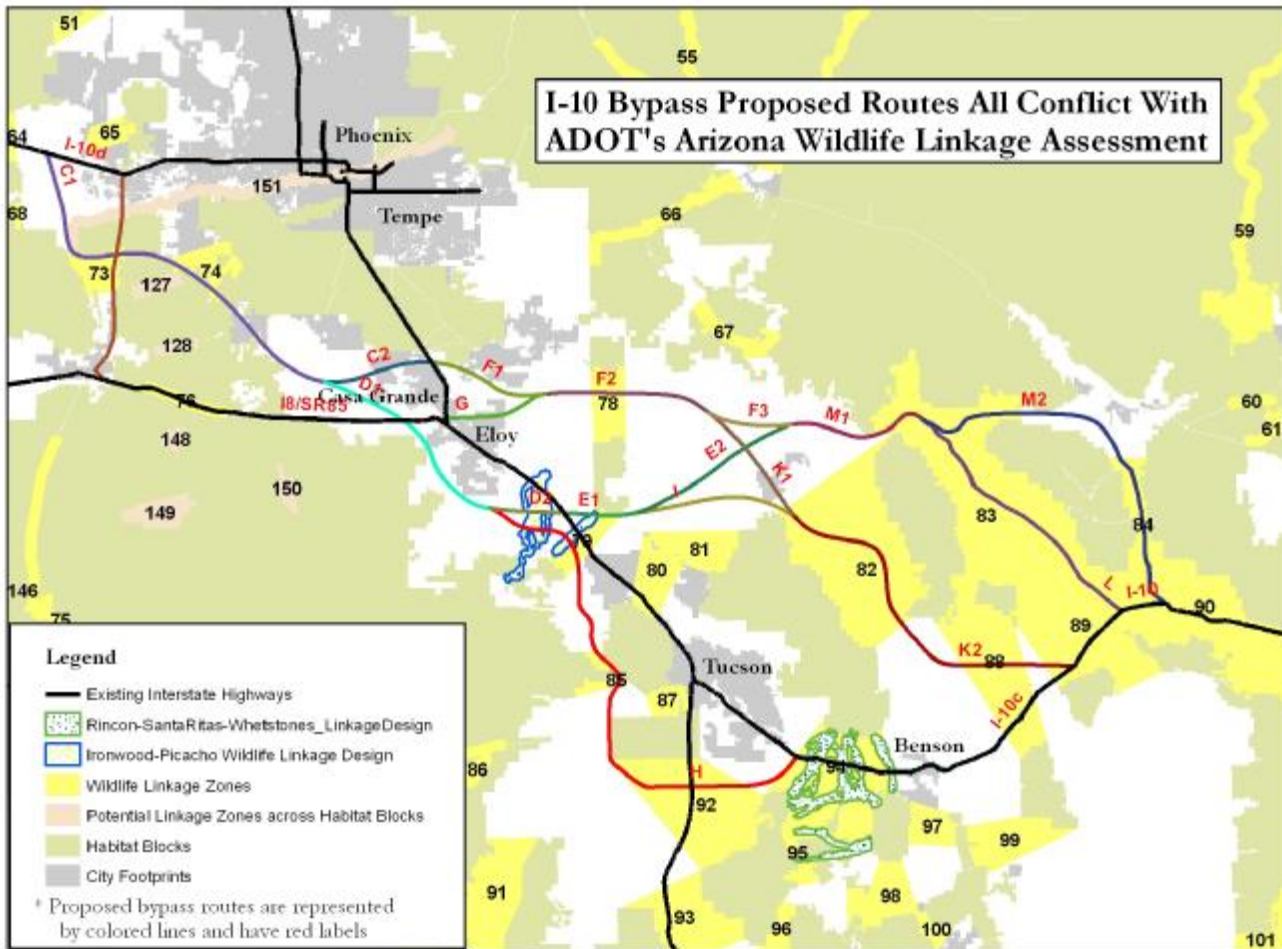 I-10 Bypass Proposed Routes All Conflict With
ADOT's Arizona Wildlife Linkage Assessment
51
55
64
65
I-10d
C1
Phoenix
151
Tempe
68
66
59
73
127
74
67
128
C2
F1
F2
78
D1
Casa Grande
76
I8/SR85
G
Eloy
F3
M1
M2
60
61
148
150
149
E2
K1
I
D2
E1
79
83
84
81
80
82
146
75
L
I-10
90
89
K2
88
85
Tucson
87
I-10c
Benson
94
86
H
92
97
99
95
91
98
93
96
100
101
Legend
Existing Interstate Highways
Rincon-SantaRitas-Whetstones_LinkageDesign
Ironwood-Picacho Wildlife Linkage Design
Wildlife Linkage Zones
Potential Linkage Zones across Habitat Blocks
Habitat Blocks
City Footprints
* Proposed bypass routes are represented
by colored lines and have red labels